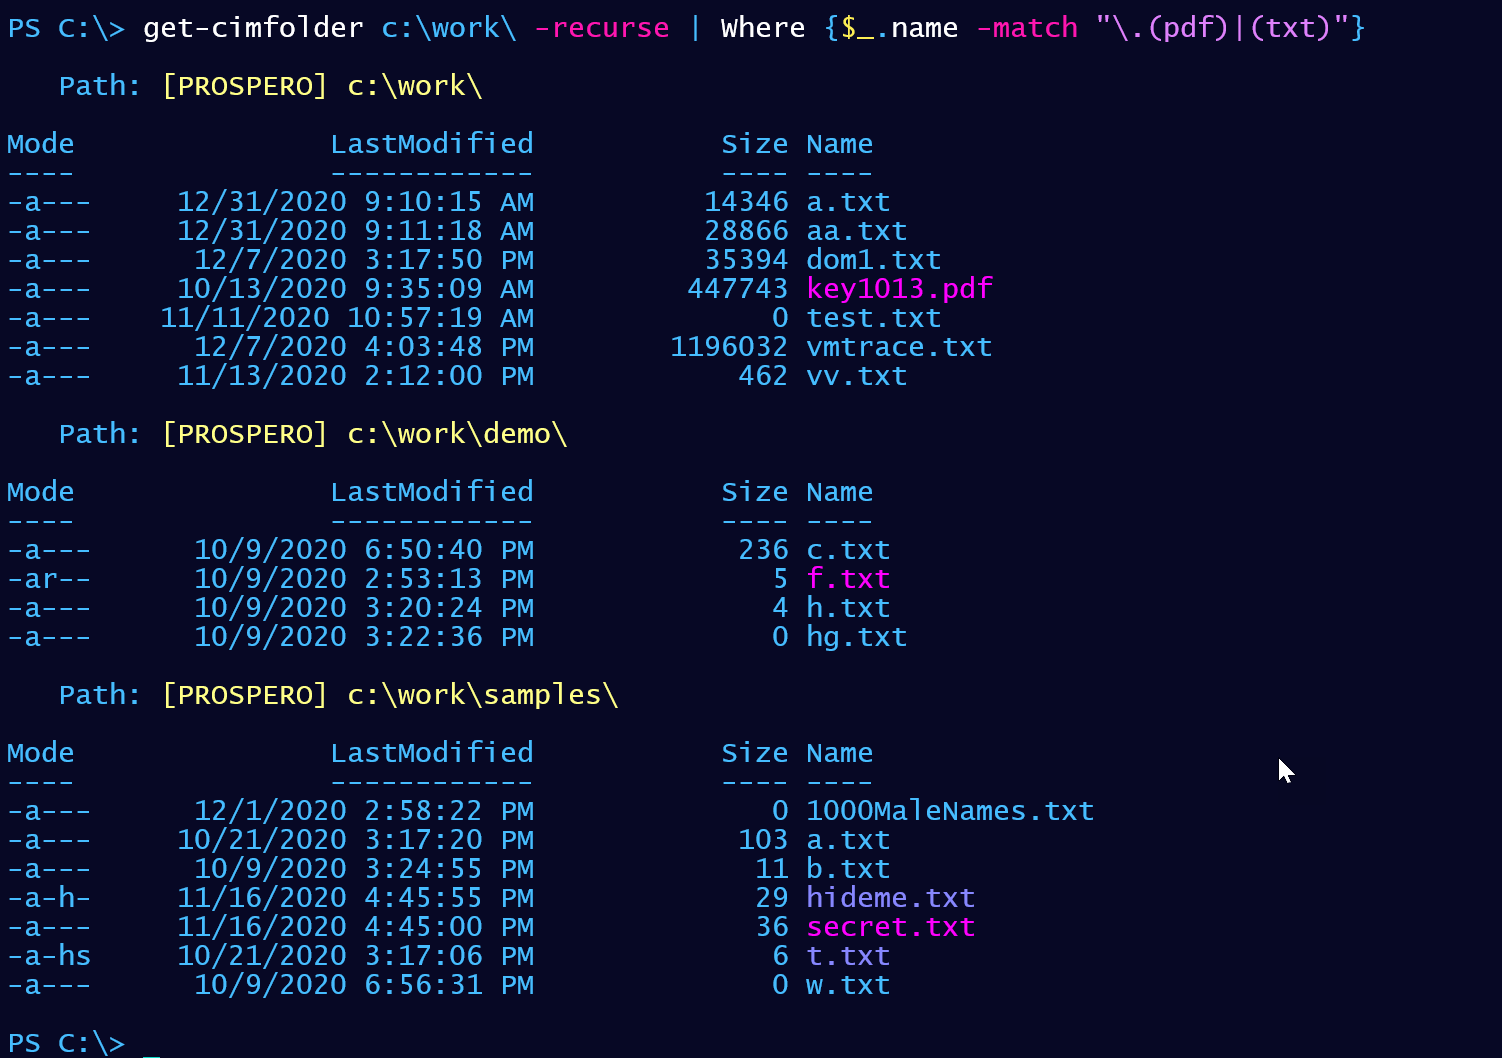 PS C:\> get-cimfolder c:\work\ -recurse | Where {$_.name -match "\.(pdf)|(txt)"}
Path: [PROSPERO] c:\work\
Mode LastModified Size Name
---- ------------ ---- ----
-a--- 12/31/2020 9:10:15 AM 14346 a.txt
-a--- 12/31/2020 9:11:18 AM 28866 aa.txt
-a--- 12/7/2020 3:17:50 PM 35394 dom1.txt
-a--- 10/13/2020 9:35:09 AM 447743 key1013.pdf
-a--- 11/11/2020 10:57:19 AM 0 test.txt
-a--- 12/7/2020 4:03:48 PM 1196032 vmtrace.txt
-a--- 11/13/2020 2:12:00 PM 462 vv.txt
Path: [PROSPERO] c:\work\demo\
Mode LastModified Size Name
---- ------------ ---- ----
-a--- 10/9/2020 6:50:40 PM 236 c.txt
-ar-- 10/9/2020 2:53:13 PM 5 f.txt
-a--- 10/9/2020 3:20:24 PM 4 h.txt
-a--- 10/9/2020 3:22:36 PM 0 hg.txt
Path: [PROSPERO] c:\work\samples\
Mode LastModified Size Name
---- ------------ ---- ----
-a--- 12/1/2020 2:58:22 PM 0 1000MaleNames.txt
-a--- 10/21/2020 3:17:20 PM 103 a.txt
-a--- 10/9/2020 3:24:55 PM 11 b.txt
-a-h- 11/16/2020 4:45:55 PM 29 hideme.txt
-a--- 11/16/2020 4:45:00 PM 36 secret.txt
-a-hs 10/21/2020 3:17:06 PM 6 t.txt
-a--- 10/9/2020 6:56:31 PM 0 w.txt
PS C:\> _